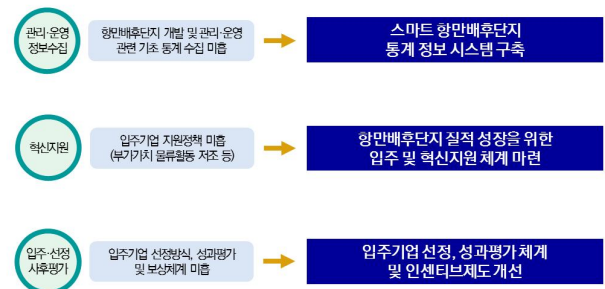 관리·운영
정보수집
항만배후단지 개발 및 관리·운영
관련 기초 통계 수집 미흡
스마트 항만배후단지
통계 정보 시스템 구축
혁신지원
입주기업 지원정책 미흡
(부가가치 물류활동 저조 등)
항만배후단지 질적 성장을 위한
입주 및 혁신지원 체계 마련
입주·선정
사후평가
입주기업 선정방식, 성과평가
및 보상체계 미흡
입주기업 선정, 성과평가 체계
및 인센티브제도 개선